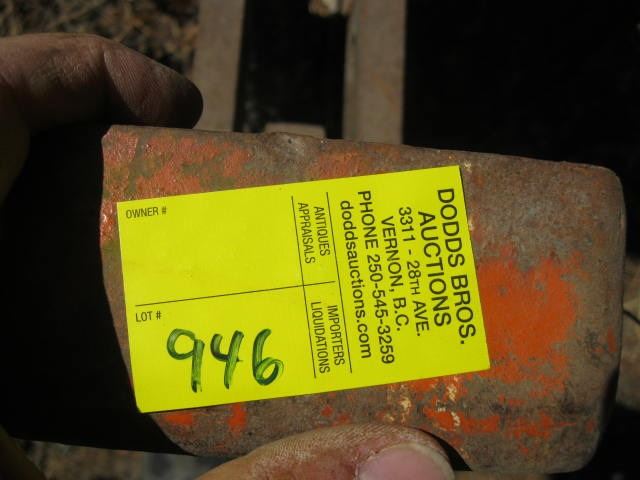 DODDS BROS.
AUCTIONS
3311 - 28TH AVE.
VERNON, B.C.
PHONE 250-545-3259
doddsauctions.com
ANTIQUES
APPRAISALS
IMPORTERS
LIQUIDATIONS
OWNER #
LOT #
946